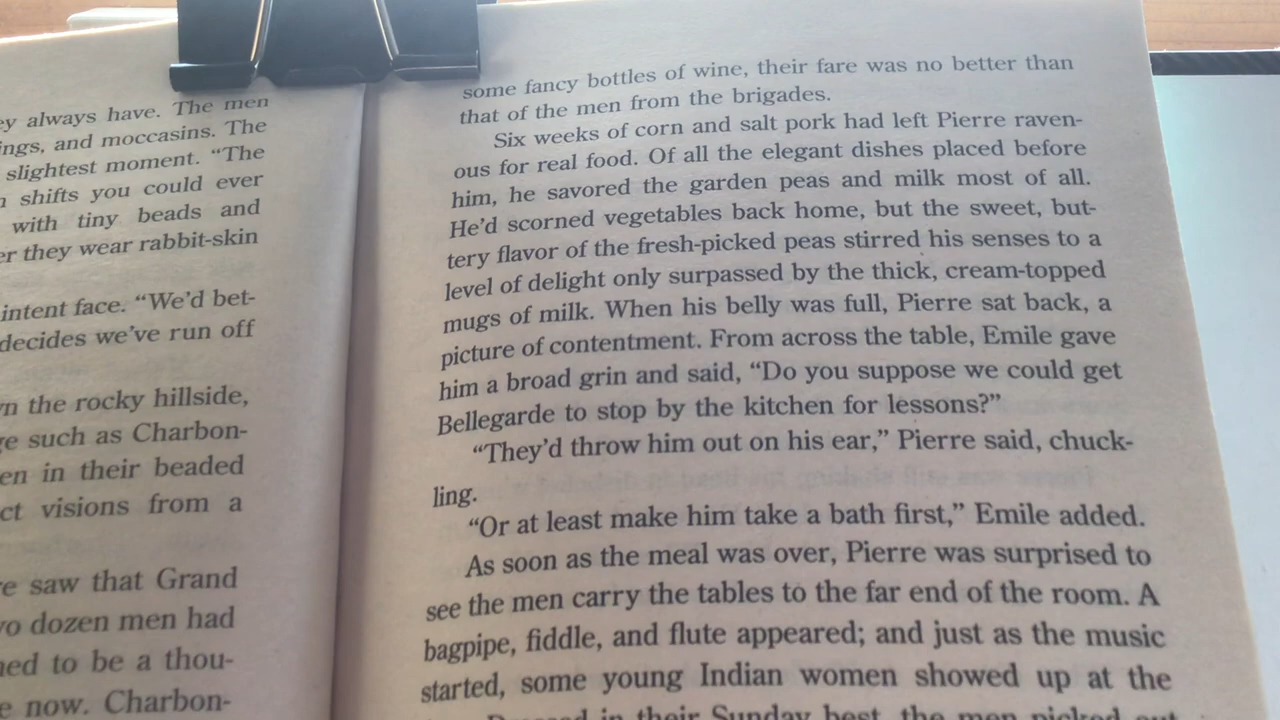 ey always have. The men
ings, and moccasins. The
slightest moment. “The
shifts you could ever
with tiny beads and
er they wear rabbit-skin
intent face. “We’d bet-
decides we’ve run off
n the rocky hillside,
ge such as Charbon-
en in their beaded
ct visions from a
e saw that Grand
o dozen men had
ned to be a thou-
e now. Charbon-
some fancy bottles of wine, their fare was no better than
that of the men from the brigades.
Six weeks of corn and salt pork had left Pierre raven-
ous for real food. Of all the elegant dishes placed before
him, he savored the garden peas and milk most of all.
He’d scorned vegetables back home, but the sweet, but-
tery flavor of the fresh-picked peas stirred his senses to a
level of delight only surpassed by the thick, cream-topped
mugs of milk. When his belly was full, Pierre sat back, a
picture of contentment. From across the table, Emile gave
him a broad grin and said, “Do you suppose we could get
Bellegarde to stop by the kitchen for lessons?”
“They’d throw him out on his ear,” Pierre said, chuck-
ling.
“Or at least make him take a bath first,” Emile added.
As soon as the meal was over, Pierre was surprised to
see the men carry the tables to the far end of the room. A
bagpipe, fiddle, and flute appeared; and just as the music
started, some young Indian women showed up at the
in their Sunday best, the men picked out